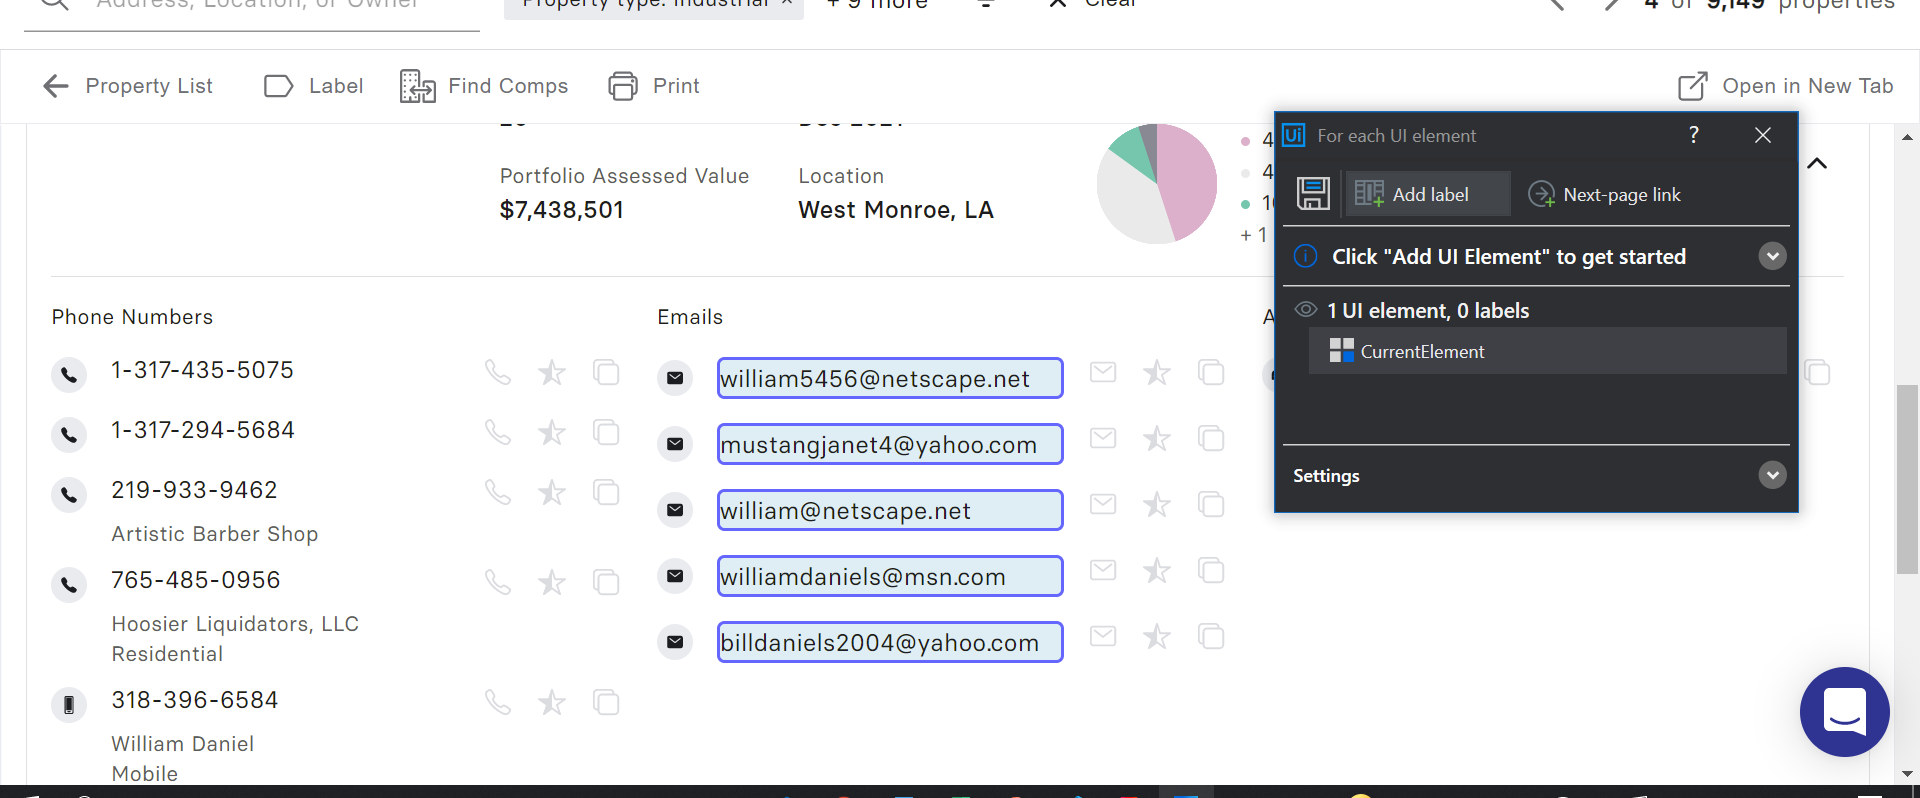 Address, Location, or Owner
Property type: Industrial ×
+ 9 more
Clear
4 of 9,149 properties
Property List
Label
Find Comps
Print
Open in New Tab
Portfolio Assessed Value
$7,438,501
Location
West Monroe, LA
4
4
+ 1
Ui For each UI element ?
Add label
Next-page link
Click "Add UI Element" to get started
1 UI element, 0 labels
CurrentElement
Settings
Phone Numbers
1-317-435-5075
1-317-294-5684
219-933-9462
Artistic Barber Shop
765-485-0956
Hoosier Liquidators, LLC
Residential
318-396-6584
William Daniel
Mobile
Emails
william5456@netscape.net
mustangjanet4@yahoo.com
william@netscape.net
williamdaniels@msn.com
billdaniels2004@yahoo.com
A